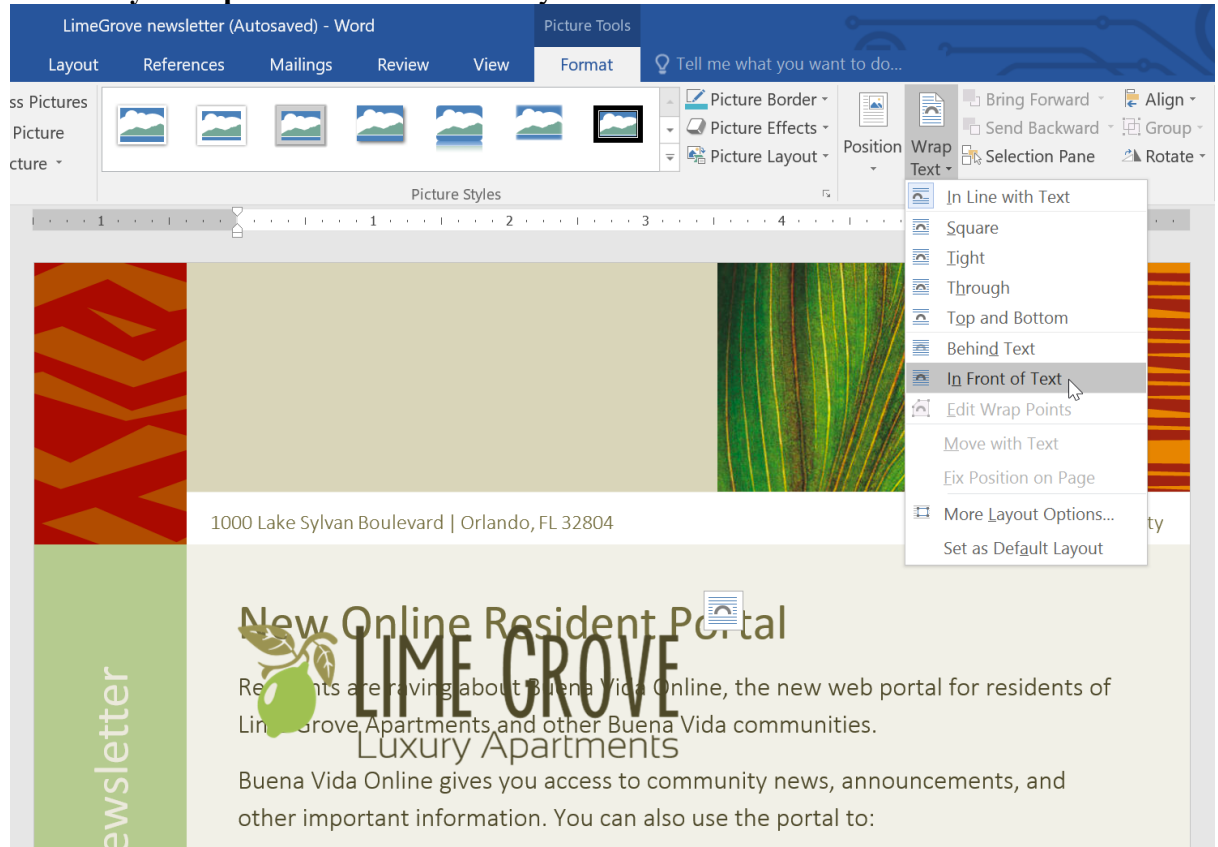 LimeGrove newsletter (Autosaved) - Word
Picture Tools
Layout References Mailings Review View Format Tell me what you want to do...
ss Pictures
Picture
cture
Picture Styles
Picture Border
Picture Effects
Picture Layout
Position
Wrap
Text
Bring Forward
Send Backward
Selection Pane
Align
Group
Rotate
1 1 2 3 4
In Line with Text
Square
Tight
Through
Top and Bottom
Behind Text
In Front of Text
Edit Wrap Points
Move with Text
Fix Position on Page
More Layout Options...
Set as Default Layout
1000 Lake Sylvan Boulevard | Orlando, FL 32804
ty
ewsletter
New Online Resident Portal
LIME GROVE
Luxury Apartments
Residents are raving about Buena Vida Online, the new web portal for residents of
Lime Grove Apartments and other Buena Vida communities.
Buena Vida Online gives you access to community news, announcements, and
other important information. You can also use the portal to: